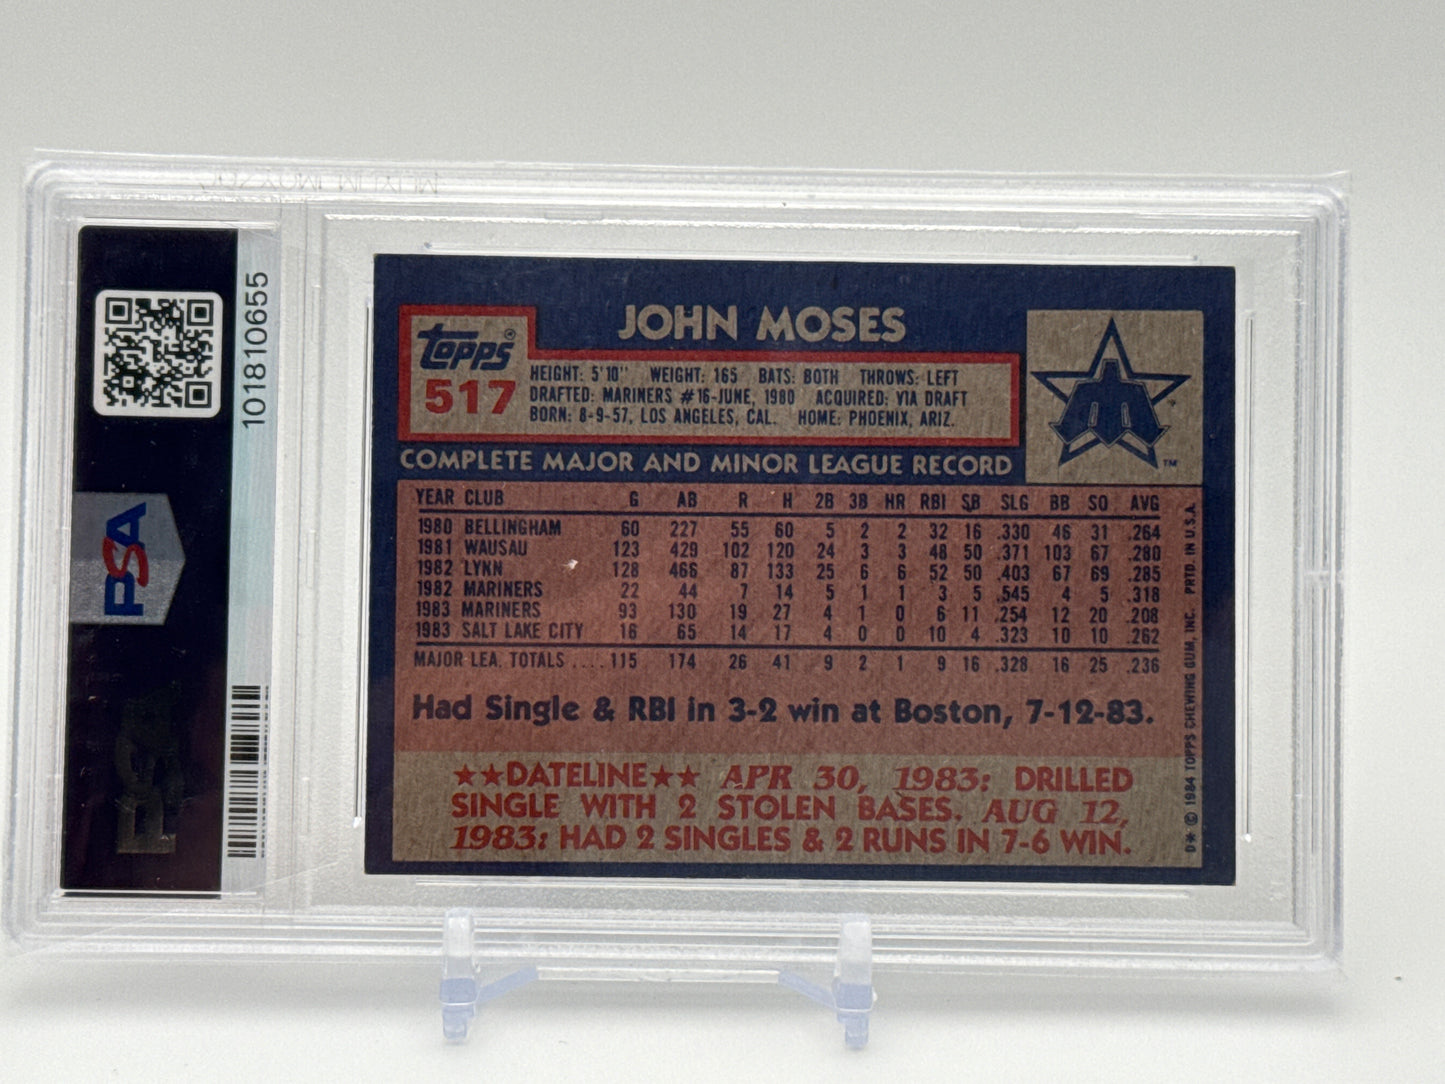 101810655
PSA
JOHN MOSES
Topps®
517
HEIGHT: 5'10" WEIGHT: 165 BATS: BOTH THROWS: LEFT
DRAFTED: MARINERS #16-JUNE, 1980 ACQUIRED: VIA DRAFT
BORN: 8-9-57, LOS ANGELES, CAL. HOME: PHOENIX, ARIZ.
TM
COMPLETE MAJOR AND MINOR LEAGUE RECORD
YEAR CLUB G AB R H 2B 3B HR RBI SB SLG BB SO AVG
1980 BELLINGHAM 60 227 55 60 5 2 2 32 16 .330 46 31 .264
1981 WAUSAU 123 429 102 120 24 3 3 48 50 .371 103 67 .280
1982 LYNN 128 466 87 133 25 6 6 52 50 .403 67 69 .285
1982 MARINERS 22 44 7 14 5 1 1 3 5 .545 4 5 .318
1983 MARINERS 93 130 19 27 4 1 0 6 11 .254 12 20 .208
1983 SALT LAKE CITY 16 65 14 17 4 0 0 10 4 .323 10 10 .262
MAJOR LEA. TOTALS .... 115 174 26 41 9 2 1 9 16 .328 16 25 .236
Had Single & RBI in 3-2 win at Boston, 7-12-83.
★★DATELINE★★ APR 30, 1983: DRILLED
SINGLE WITH 2 STOLEN BASES. AUG 12,
1983: HAD 2 SINGLES & 2 RUNS IN 7-6 WIN.
D✱ © 1984 TOPPS CHEWING GUM, INC. PRTD. IN U.S.A.